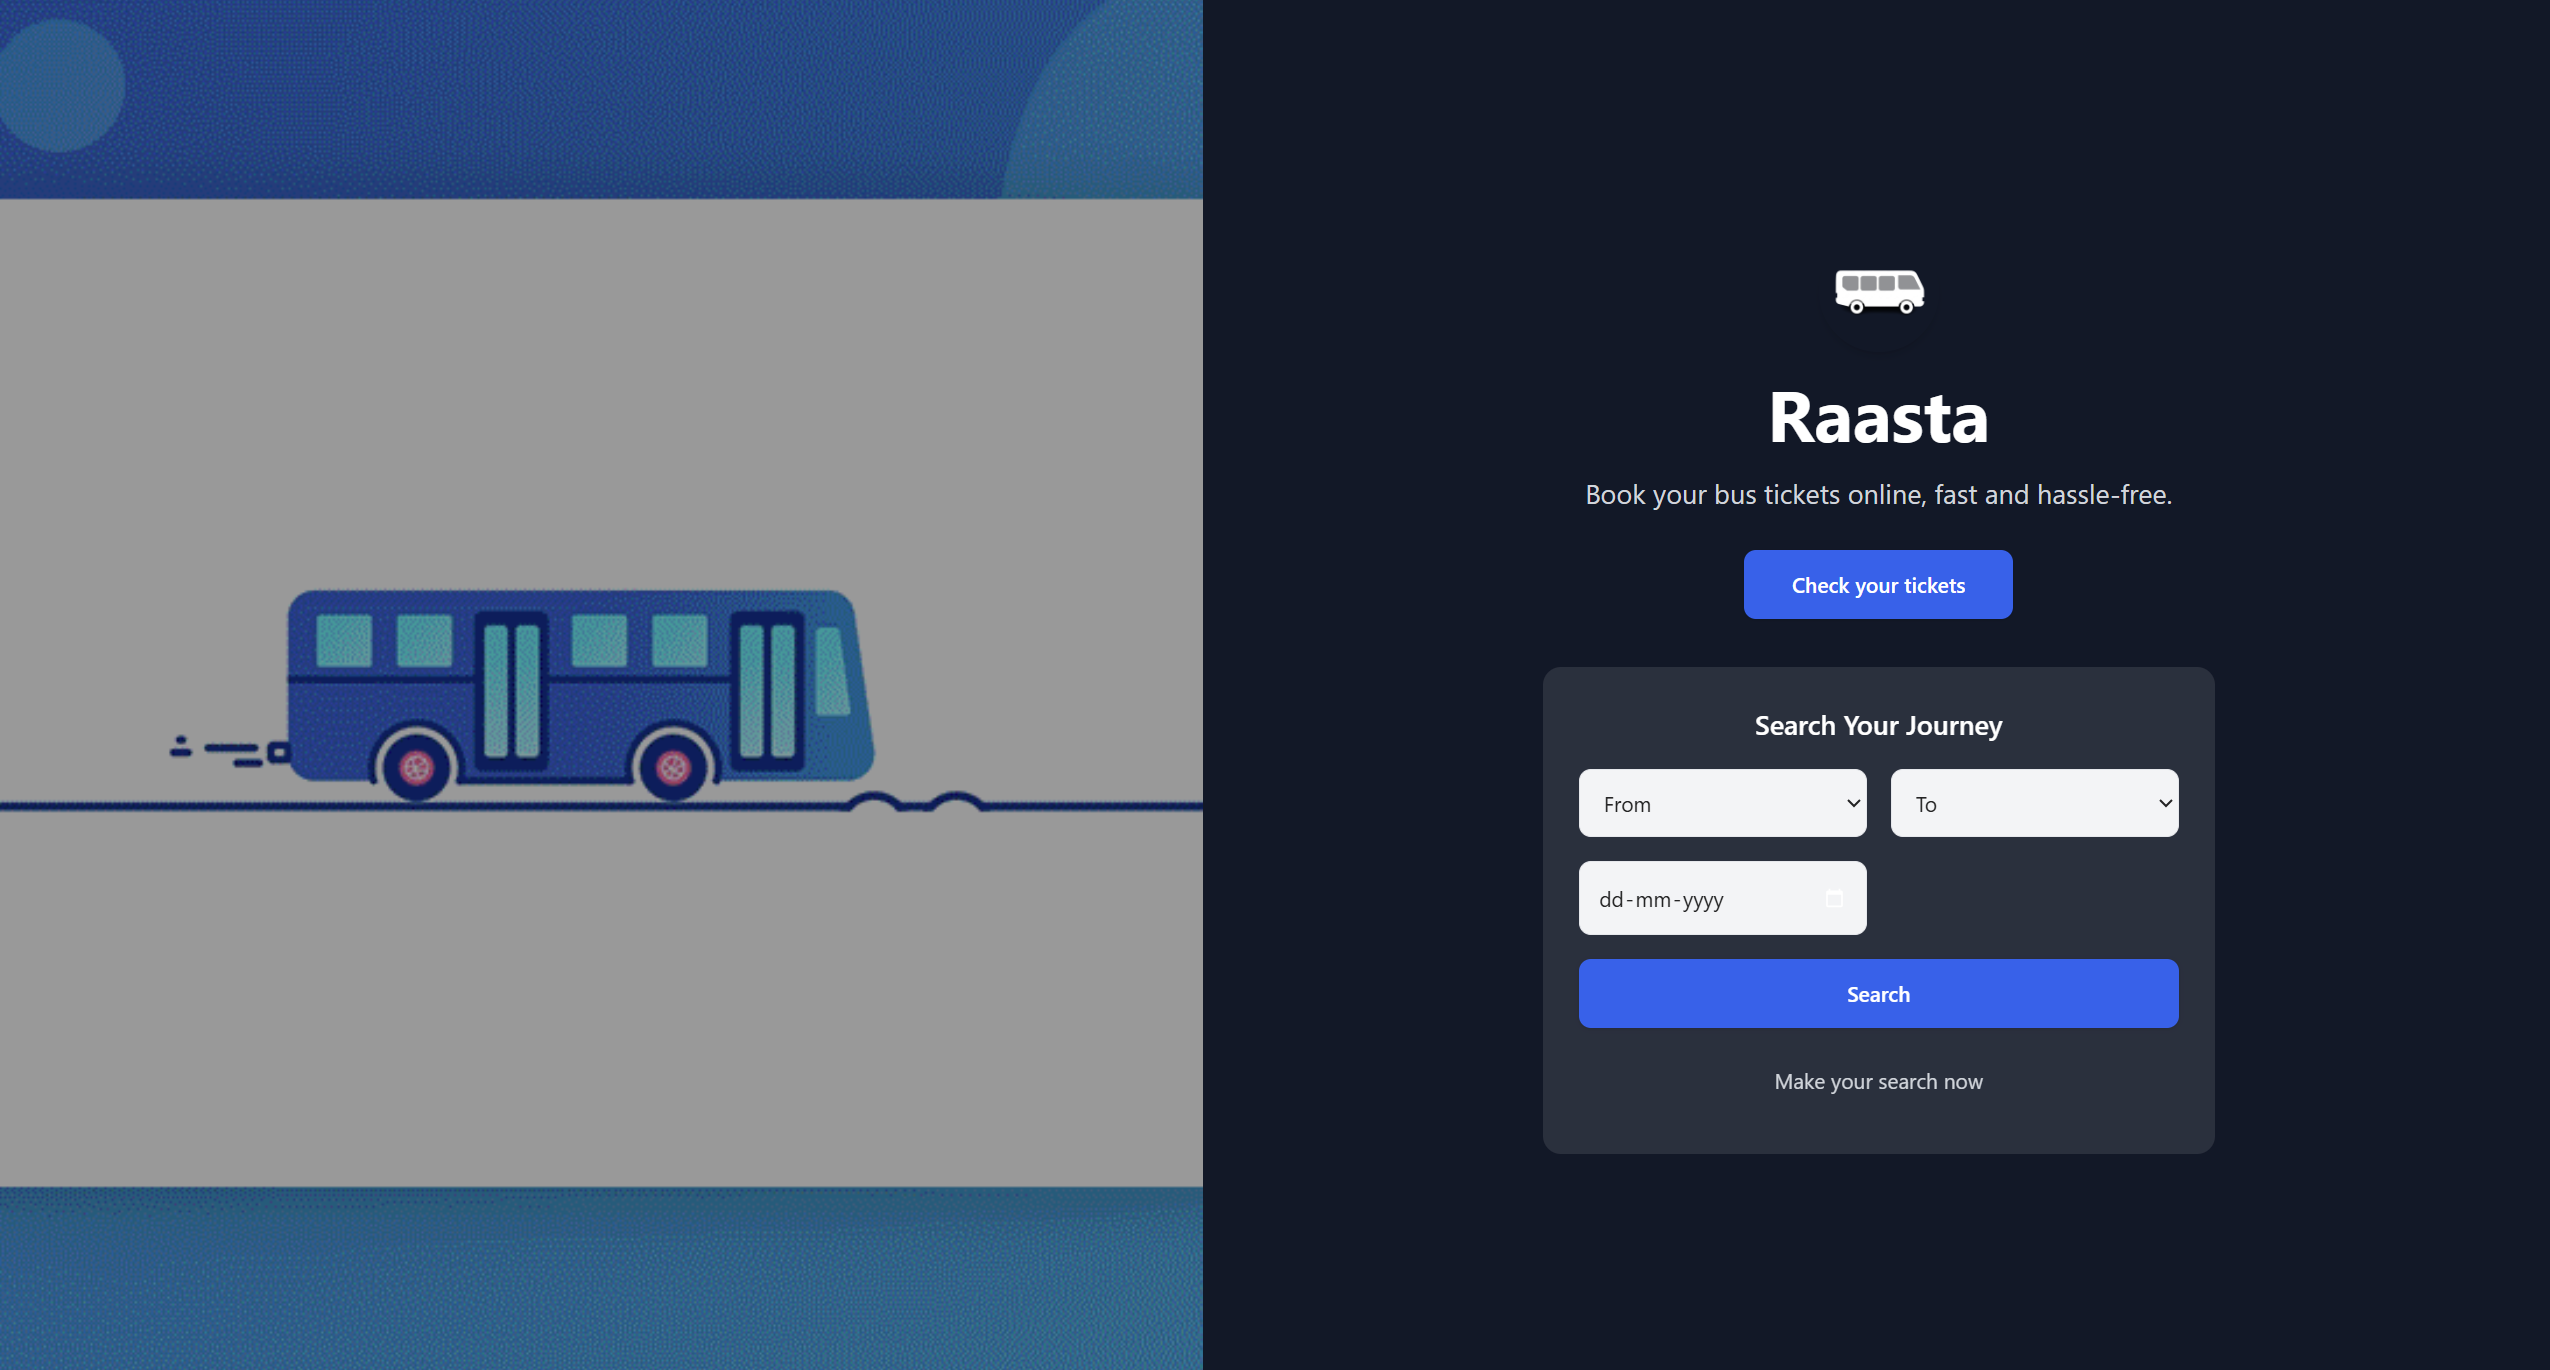 Raasta
Book your bus tickets online, fast and hassle-free.
Check your tickets
Search Your Journey
From
To
dd-mm-yyyy
Search
Make your search now